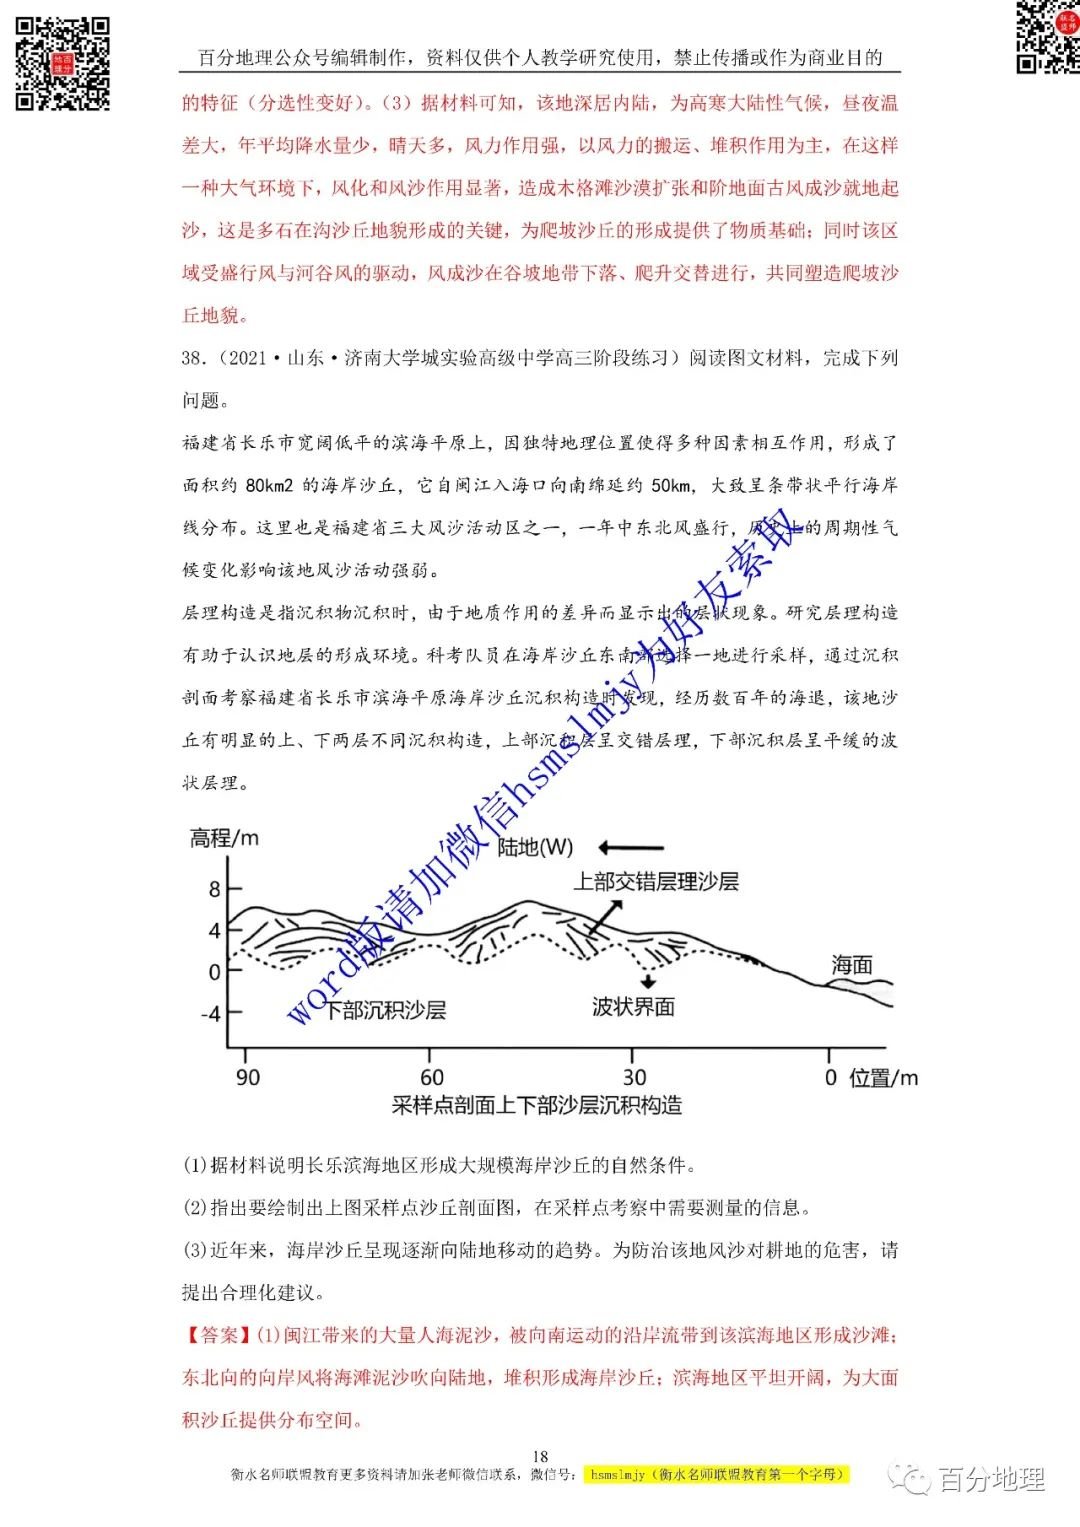 百分地理公众号编辑制作，资料仅供个人教学研究使用，禁止传播或作为商业目的
的特征（分选性变好）。（3）据材料可知，该地深居内陆，为高寒大陆性气候，昼夜温
差大，年平均降水量少，晴天多，风力作用强，以风力的搬运、堆积作用为主，在这样
一种大气环境下，风化和风沙作用显著，造成木格滩沙漠扩张和阶地面古风成沙就地起
沙，这是多石在沟沙丘地貌形成的关键，为爬坡沙丘的形成提供了物质基础；同时该区
域受盛行风与河谷风的驱动，风成沙在谷坡地带下落、爬升交替进行，共同塑造爬坡沙
丘地貌。
38．（2021·山东·济南大学城实验高级中学高三阶段练习）阅读图文材料，完成下列
问题。
福建省长乐市宽阔低平的滨海平原上，因独特地理位置使得多种因素相互作用，形成了
面积约 80km2 的海岸沙丘，它自闽江入海口向南绵延约 50km，大致呈条带状平行海岸
线分布。这里也是福建省三大风沙活动区之一，一年中东北风盛行，历史上的周期性气
候变化影响该地风沙活动强弱。
层理构造是指沉积物沉积时，由于地质作用的差异而显示出的层状现象。研究层理构造
有助于认识地层的形成环境。科考队员在海岸沙丘东南部选择一地进行采样，通过沉积
剖面考察福建省长乐市滨海平原海岸沙丘沉积构造时发现，经历数百年的海退，该地沙
丘有明显的上、下两层不同沉积构造，上部沉积层呈交错层理，下部沉积层呈平缓的波
状层理。
word版请加微信hsmslmjy为好友索取
高程/m
陆地(W)
上部交错层理沙层
8
4
0
-4
海面
下部沉积沙层
波状界面
90 60 30 0 位置/m
采样点剖面上下部沙层沉积构造
(1)据材料说明长乐滨海地区形成大规模海岸沙丘的自然条件。
(2)指出要绘制出上图采样点沙丘剖面图，在采样点考察中需要测量的信息。
(3)近年来，海岸沙丘呈现逐渐向陆地移动的趋势。为防治该地风沙对耕地的危害，请
提出合理化建议。
【答案】(1)闽江带来的大量人海泥沙，被向南运动的沿岸流带到该滨海地区形成沙滩；
东北向的向岸风将海滩泥沙吹向陆地，堆积形成海岸沙丘；滨海地区平坦开阔，为大面
积沙丘提供分布空间。
18
衡水名师联盟教育更多资料请加张老师微信联系，微信号： hsmslmjy（衡水名师联盟教育第一个字母）
百分地理